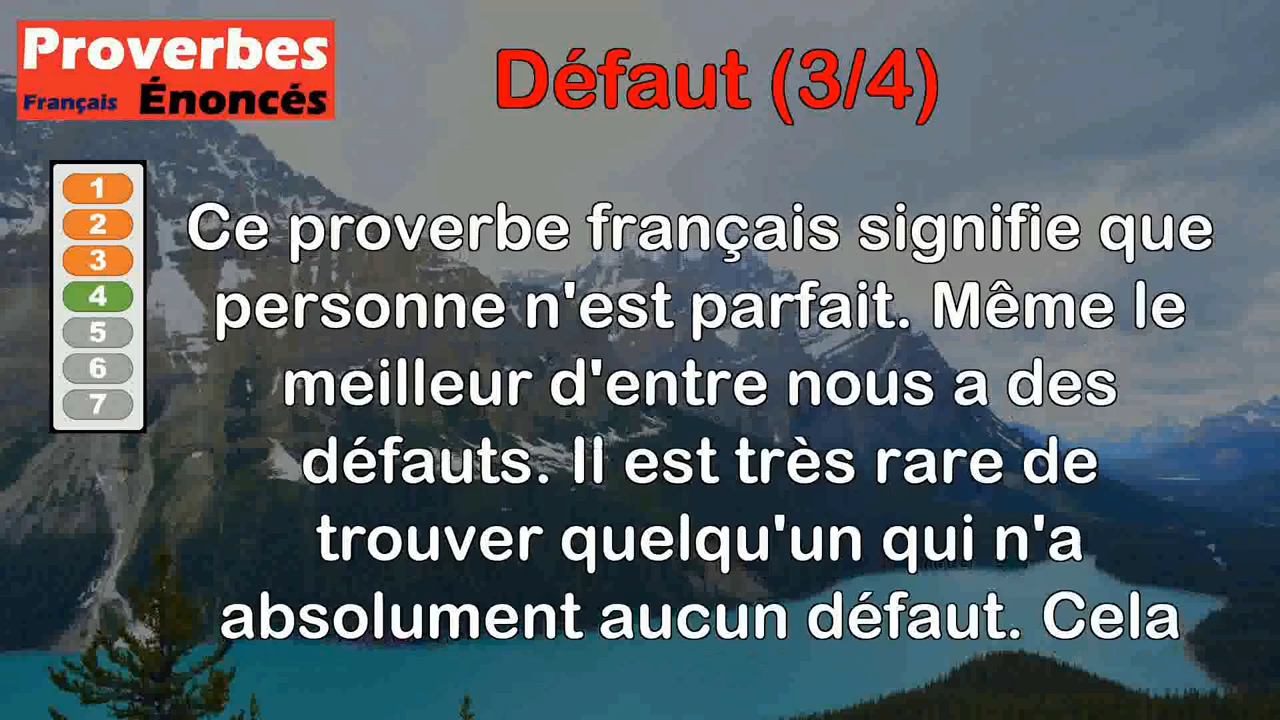 Proverbes
Français Énoncés
Défaut (3/4)
1
2
3
4
5
6
7
Ce proverbe français signifie que
personne n'est parfait. Même le
meilleur d'entre nous a des
défauts. Il est très rare de
trouver quelqu'un qui n'a
absolument aucun défaut. Cela